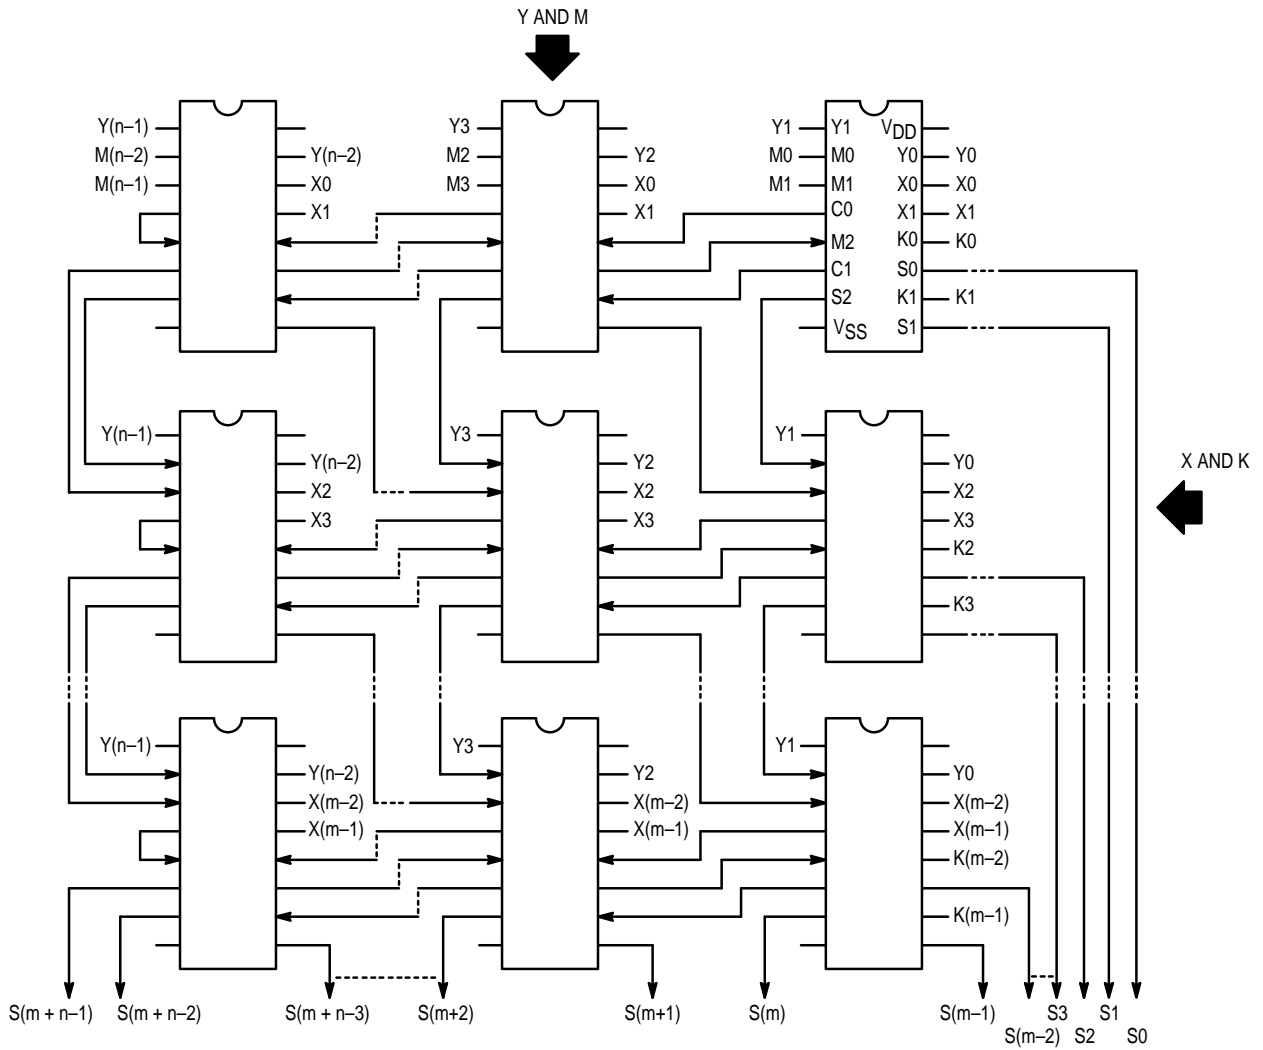 Y AND M
Y(n–1)
M(n–2)
M(n–1)
Y(n–2)
X0
X1
Y3
M2
M3
Y2
X0
X1
Y1
M0
M1
Y1
M0
M1
C0
M2
C1
S2
VSS
VDD
Y0
X0
X1
K0
S0
K1
S1
Y0
X0
X1
K0
K1
X AND K
Y(n–1)
Y(n–2)
X2
X3
Y3
Y2
X2
X3
Y1
Y0
X2
X3
K2
K3
Y(n–1)
Y(n–2)
X(m–2)
X(m–1)
Y3
Y2
X(m–2)
X(m–1)
Y1
Y0
X(m–2)
X(m–1)
K(m–2)
K(m–1)
S(m + n–1)
S(m + n–2)
S(m + n–3)
S(m+2)
S(m+1)
S(m)
S(m–1)
S3
S1
S(m–2)
S2
S0